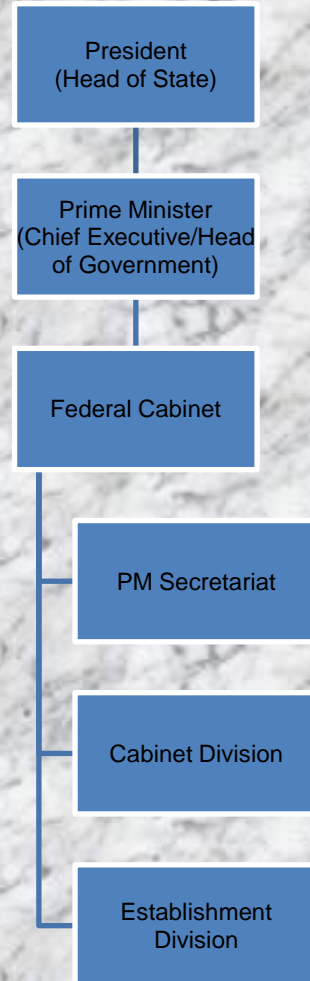 President
(Head of State)
Prime Minister
(Chief Executive/Head
of Government)
Federal Cabinet
PM Secretariat
Cabinet Division
Establishment
Division